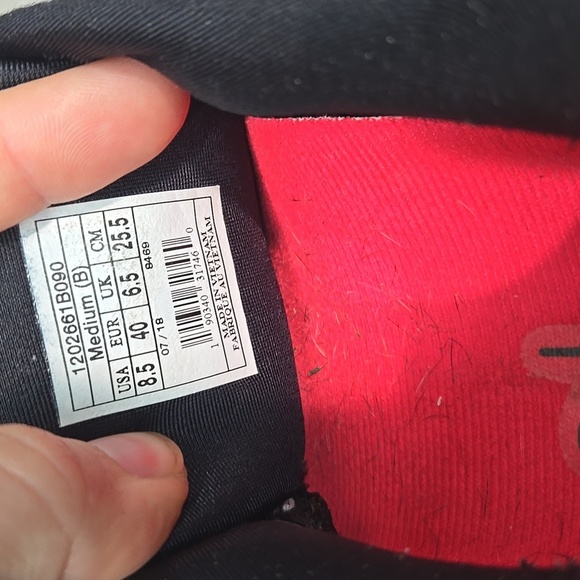 1202661B090
Medium (B)
USA EUR UK CM
8.5 40 6.5 25.5
07/18 8469
1 90340 31746 0
MADE IN VIETNAM
FABRIQUE AU VIETNAM